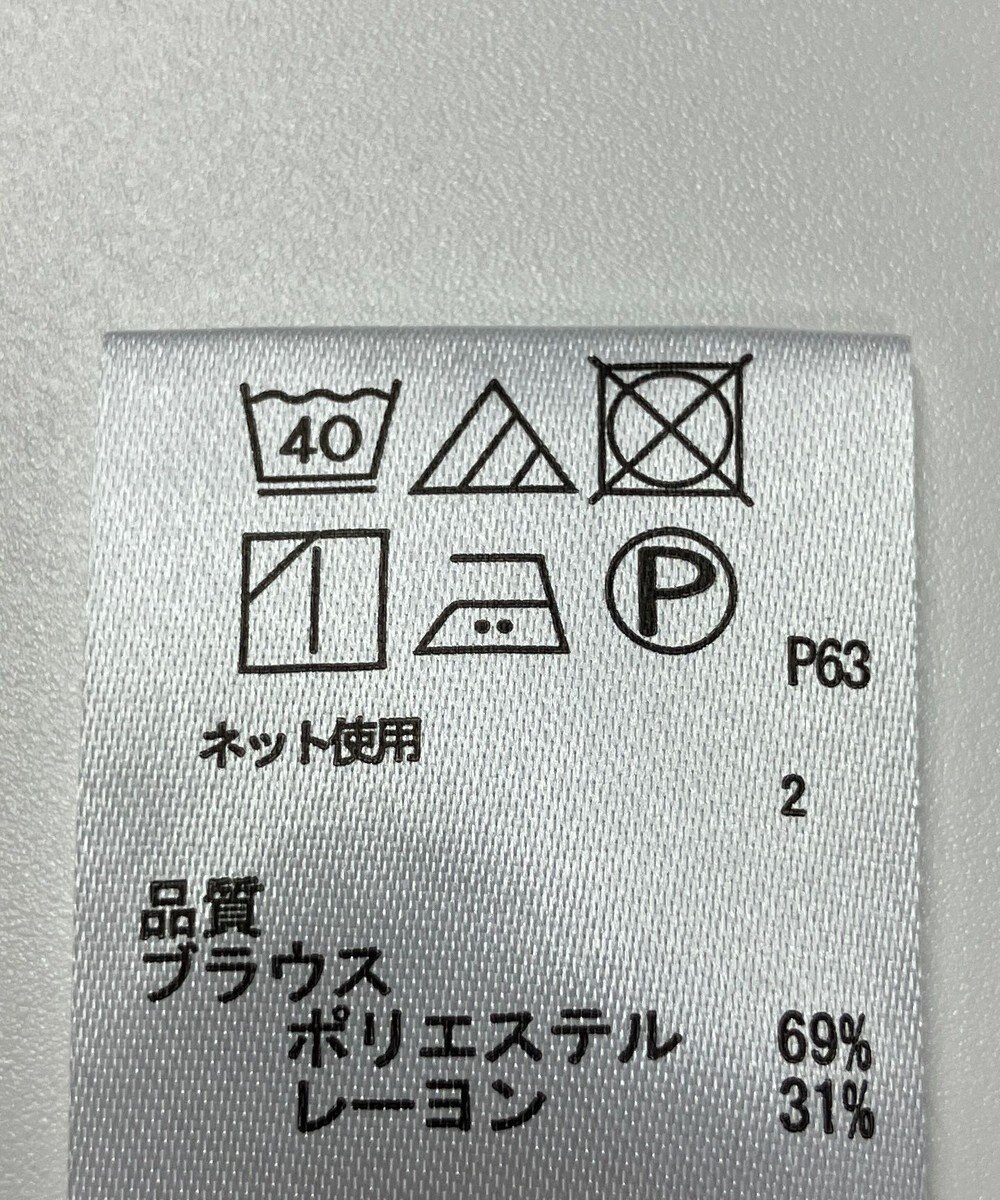 40
P
P63
ネット使用
2
品質
ブラウス
ポリエステル 69%
レーヨン 31%